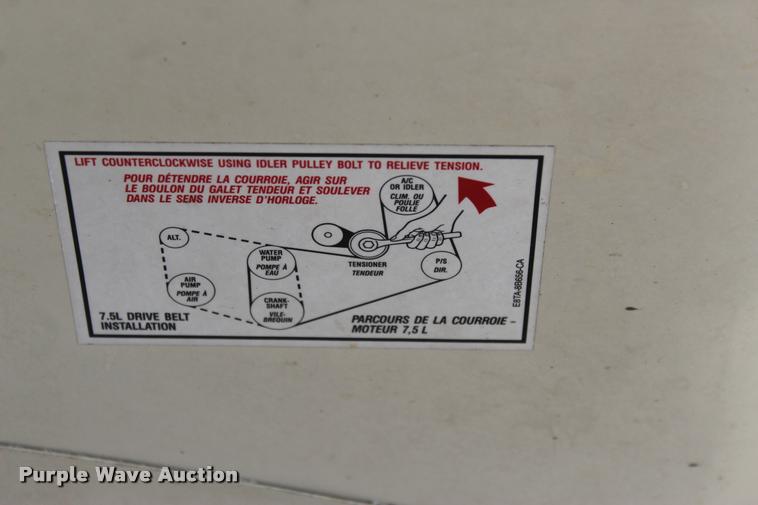 LIFT COUNTERCLOCKWISE USING IDLER PULLEY BOLT TO RELIEVE TENSION.
POUR DÉTENDRE LA COURROIE, AGIR SUR
LE BOULON DU GALET TENDEUR ET SOULEVER
DANS LE SENS INVERSE D'HORLOGE.
A/C
OR IDLER
CLIM. OU
POULIE
FOLLE
ALT.
WATER
PUMP
POMPE À
EAU
TENSIONER
TENDEUR
P/S
DIR.
AIR
PUMP
POMPE À
AIR
CRANK-
SHAFT
VILE-
BREQUIN
7.5L DRIVE BELT
INSTALLATION
PARCOURS DE LA COURROIE -
MOTEUR 7,5 L
E8TA-8B656-CA
Purple Wave Auction